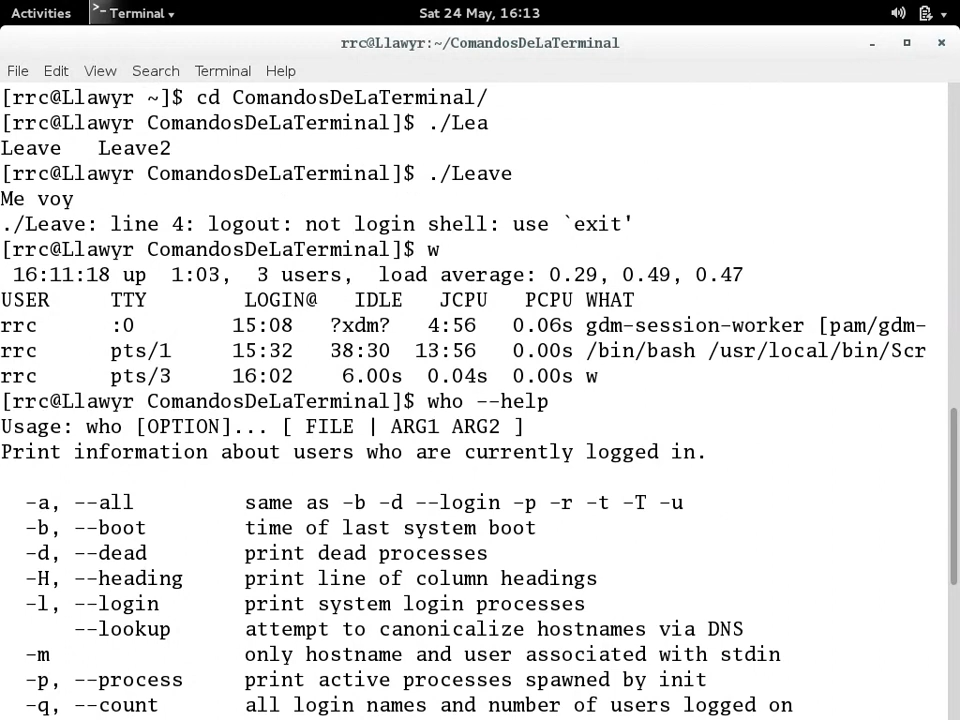 Activities >- Terminal Sat 24 May, 16:13
rrc@Llawyr:~/ComandosDeLaTerminal
File Edit View Search Terminal Help
[rrc@Llawyr ~]$ cd ComandosDeLaTerminal/
[rrc@Llawyr ComandosDeLaTerminal]$ ./Lea
Leave   Leave2
[rrc@Llawyr ComandosDeLaTerminal]$ ./Leave
Me voy
./Leave: line 4: logout: not login shell: use `exit'
[rrc@Llawyr ComandosDeLaTerminal]$ w
 16:11:18 up  1:03,  3 users,  load average: 0.29, 0.49, 0.47
USER     TTY        LOGIN@   IDLE   JCPU   PCPU WHAT
rrc      :0        15:08   ?xdm?   4:56   0.06s gdm-session-worker [pam/gdm-
rrc      pts/1     15:32   38:30  13:56   0.00s /bin/bash /usr/local/bin/Scr
rrc      pts/3     16:02    6.00s  0.04s  0.00s w
[rrc@Llawyr ComandosDeLaTerminal]$ who --help
Usage: who [OPTION]... [ FILE | ARG1 ARG2 ]
Print information about users who are currently logged in.
  -a, --all         same as -b -d --login -p -r -t -T -u
  -b, --boot        time of last system boot
  -d, --dead        print dead processes
  -H, --heading     print line of column headings
  -l, --login       print system login processes
      --lookup      attempt to canonicalize hostnames via DNS
  -m                only hostname and user associated with stdin
  -p, --process     print active processes spawned by init
  -q, --count       all login names and number of users logged on